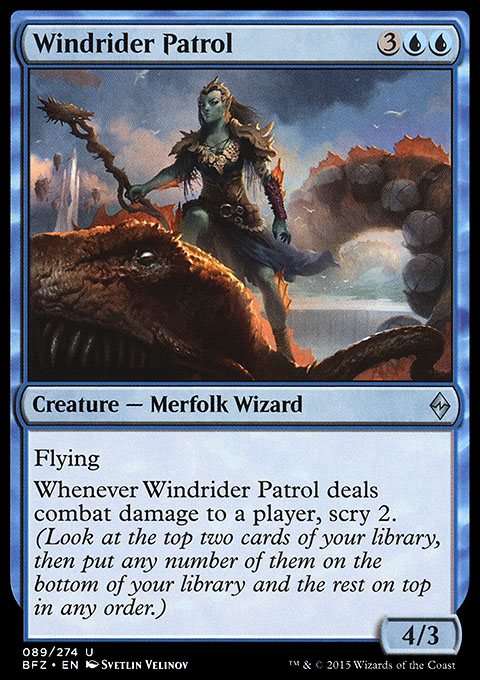 Windrider Patrol 3
Creature — Merfolk Wizard
Flying
Whenever Windrider Patrol deals
combat damage to a player, scry 2.
(Look at the top two cards of your library,
then put any number of them on the
bottom of your library and the rest on top
in any order.)
4/3
089/274 U
BFZ • EN Svetlin Velinov
™ & © 2015 Wizards of the Coast